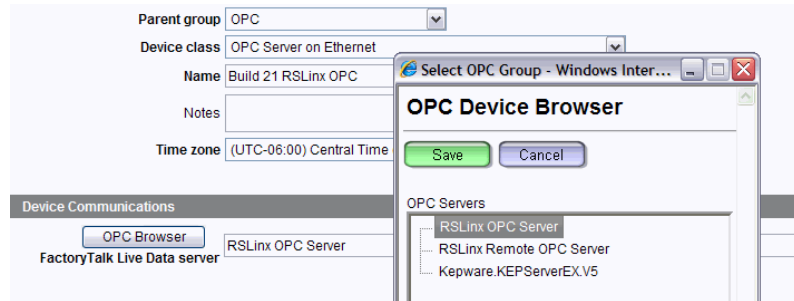 Parent group OPC
Device class OPC Server on Ethernet
Name Build 21 RSLinx OPC
Notes
Time zone (UTC-06:00) Central Time
Device Communications
OPC Browser
FactoryTalk Live Data server RSLinx OPC Server
Select OPC Group - Windows Inter...
OPC Device Browser
Save Cancel
OPC Servers
RSLinx OPC Server
RSLinx Remote OPC Server
Kepware.KEPServerEX.V5